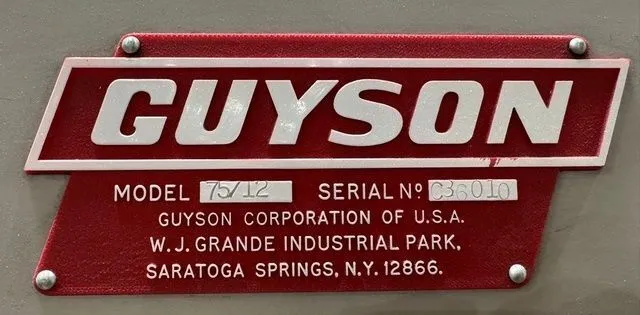 GUYSON
MODEL 75/12 SERIAL Nº C36010
GUYSON CORPORATION OF U.S.A.
W.J. GRANDE INDUSTRIAL PARK,
SARATOGA SPRINGS, N.Y. 12866.